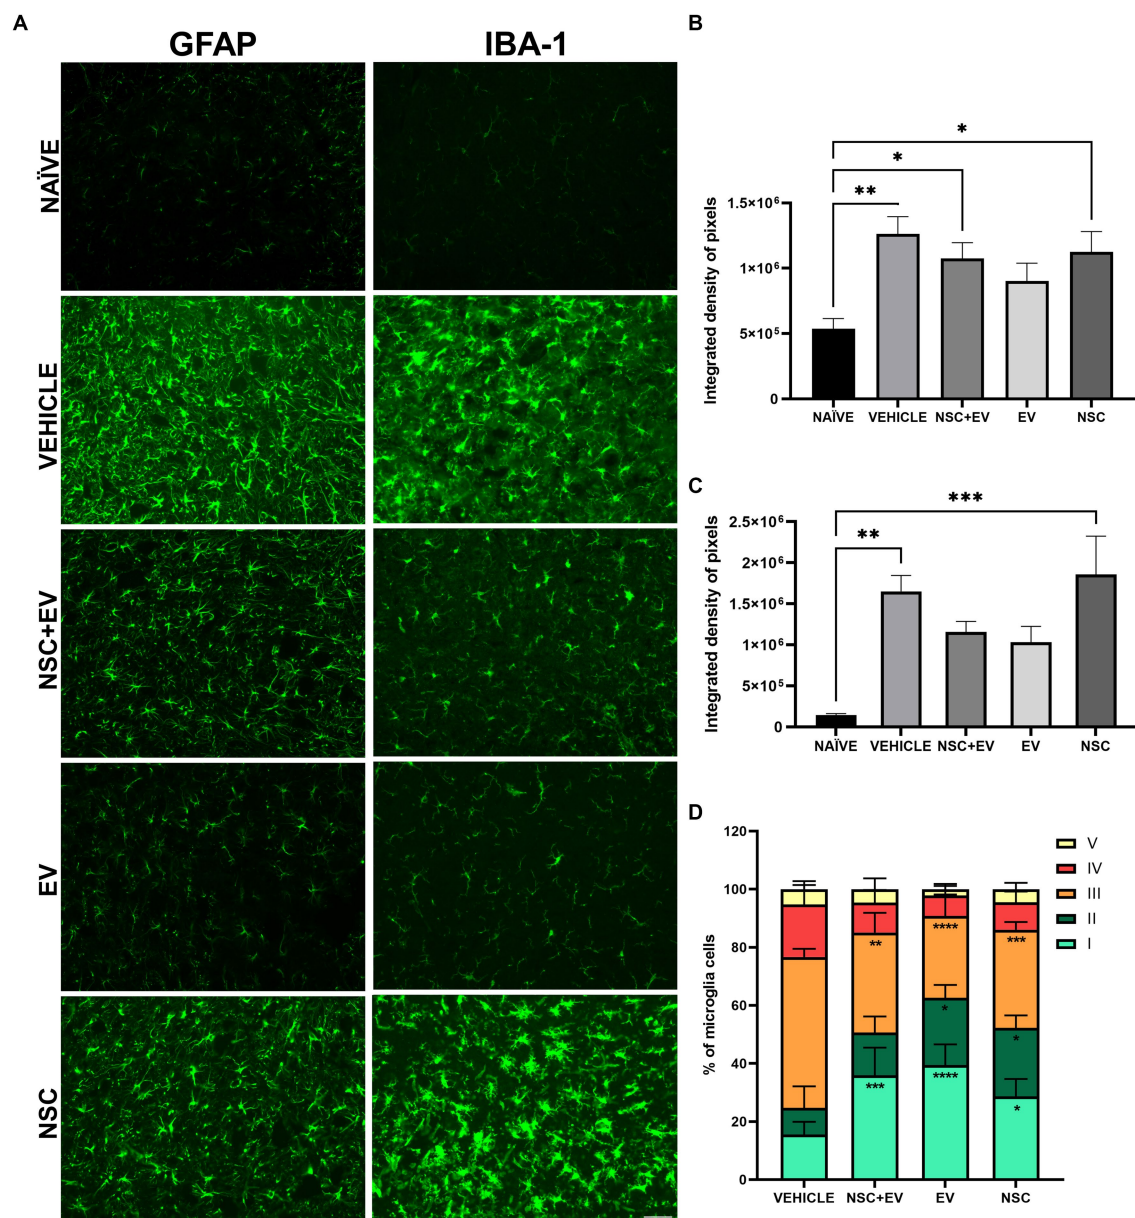 A
GFAP
IBA-1
NAÏVE
VEHICLE
NSC+EV
EV
NSC
B
*
*
**
Integrated density of pixels
1.5×10⁶
1×10⁶
5×10⁵
0
NAÏVE VEHICLE NSC+EV EV NSC
C
***
**
Integrated density of pixels
2.5×10⁶
2×10⁶
1.5×10⁶
1×10⁶
5×10⁵
0
NAÏVE VEHICLE NSC+EV EV NSC
D
% of microglia cells
120
100
80
60
40
20
0
** **** ***
* *
*** **** *
VEHICLE NSC+EV EV NSC
V
IV
III
II
I